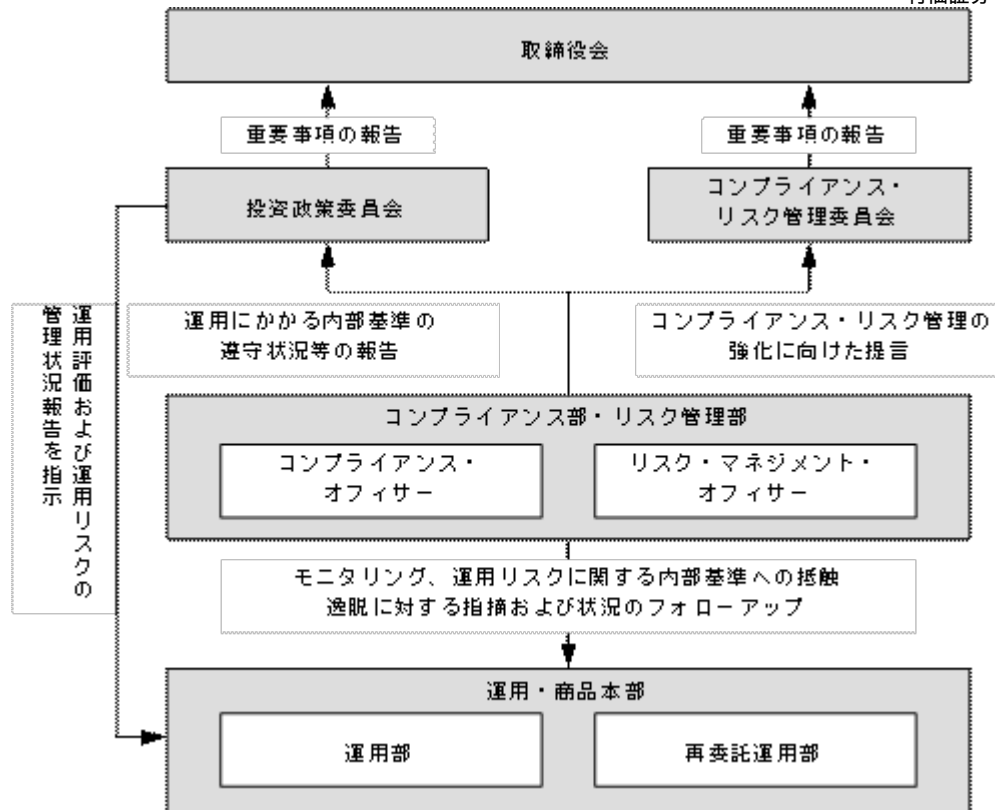 取締役会
重要事項の報告
重要事項の報告
投資政策委員会
コンプライアンス・
リスク管理委員会
運用にかかる内部基準の
遵守状況等の報告
コンプライアンス・リスク管理の
強化に向けた提言
運用評価および運用リスクの
管理状況報告を指示
コンプライアンス部・リスク管理部
コンプライアンス・
オフィサー
リスク・マネジメント・
オフィサー
モニタリング、運用リスクに関する内部基準への抵触
逸脱に対する指摘および状況のフォローアップ
運用・商品本部
運用部
再委託運用部